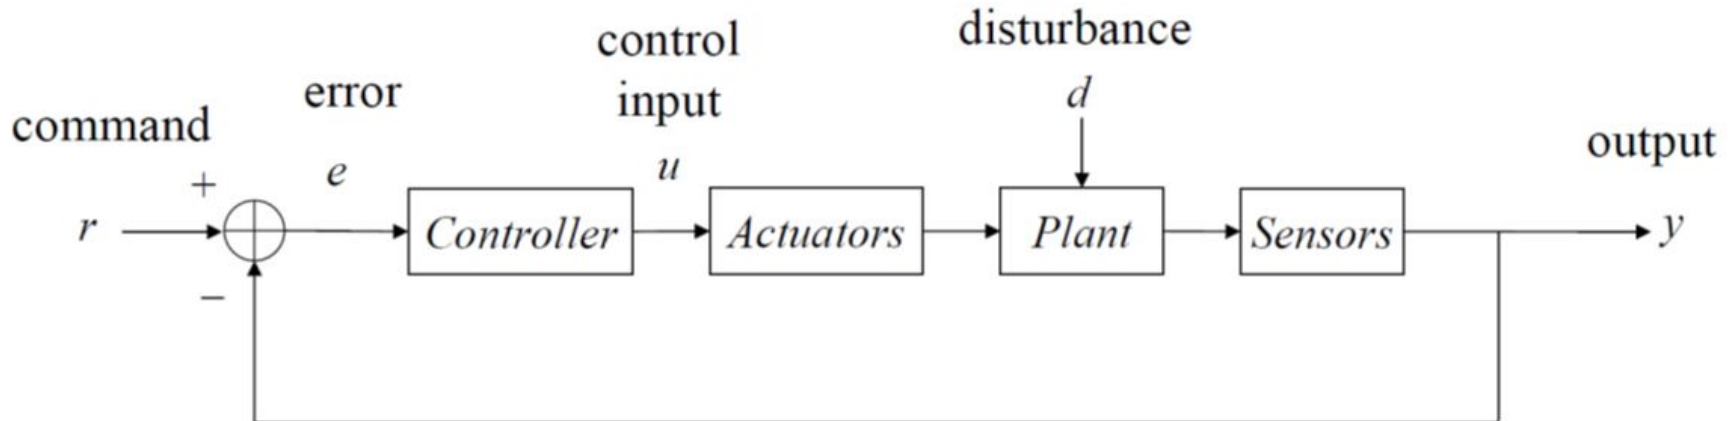 disturbance
control
input
error
command
d
output
e
u
+
r
Controller
Actuators
Plant
Sensors
y
−